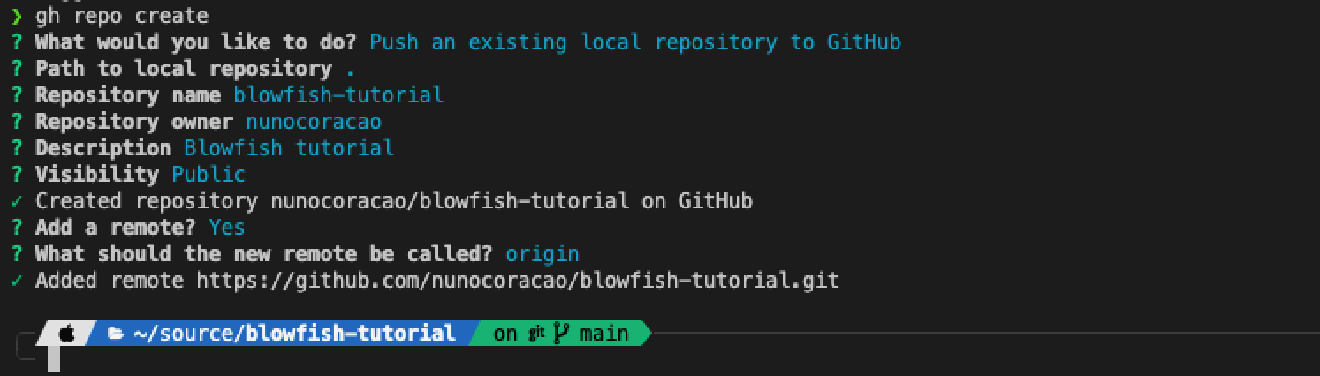 ❯ gh repo create
? What would you like to do? Push an existing local repository to GitHub
? Path to local repository .
? Repository name blowfish-tutorial
? Repository owner nunocoracao
? Description Blowfish tutorial
? Visibility Public
✓ Created repository nunocoracao/blowfish-tutorial on GitHub
? Add a remote? Yes
? What should the new remote be called? origin
✓ Added remote https://github.com/nunocoracao/blowfish-tutorial.git
~/source/blowfish-tutorial on git main